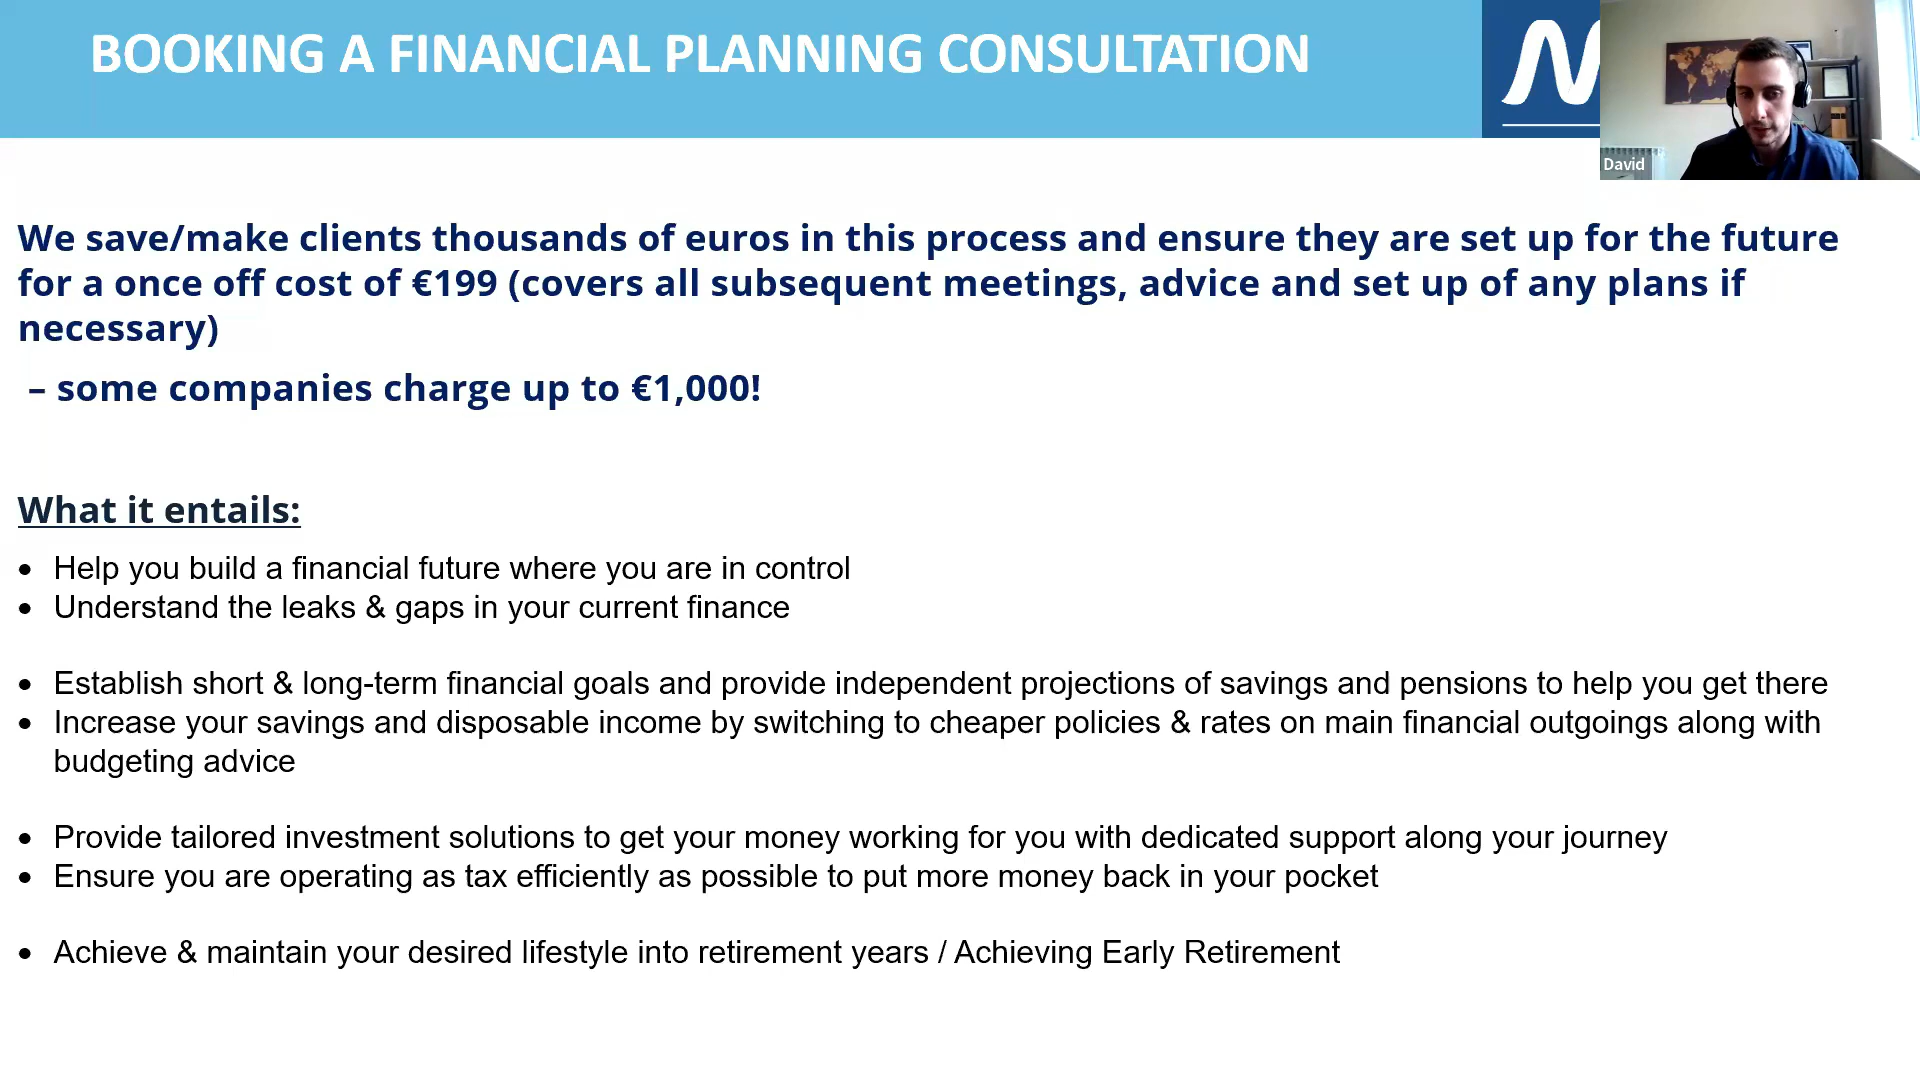 BOOKING A FINANCIAL PLANNING CONSULTATION
David
We save/make clients thousands of euros in this process and ensure they are set up for the future
for a once off cost of €199 (covers all subsequent meetings, advice and set up of any plans if
necessary)
– some companies charge up to €1,000!
What it entails:
• Help you build a financial future where you are in control
• Understand the leaks & gaps in your current finance
• Establish short & long-term financial goals and provide independent projections of savings and pensions to help you get there
• Increase your savings and disposable income by switching to cheaper policies & rates on main financial outgoings along with
budgeting advice
• Provide tailored investment solutions to get your money working for you with dedicated support along your journey
• Ensure you are operating as tax efficiently as possible to put more money back in your pocket
• Achieve & maintain your desired lifestyle into retirement years / Achieving Early Retirement